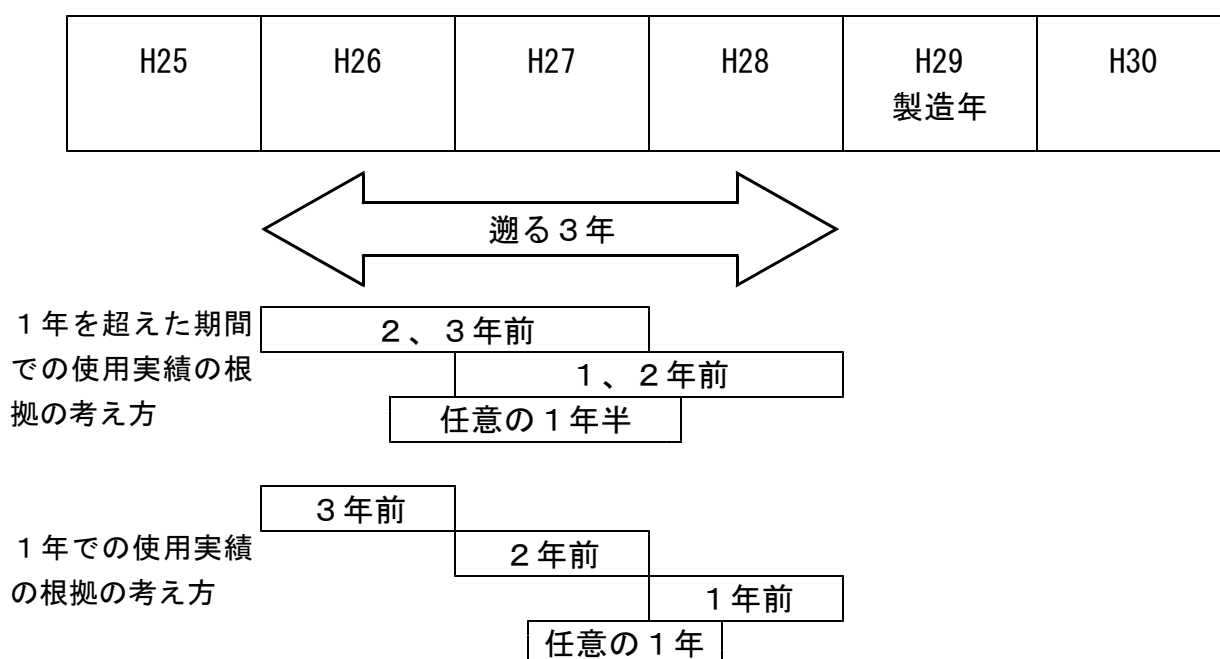 H25 H26 H27 H28 H29 H30
製造年
遡る３年
１年を超えた期間
での使用実績の根
拠の考え方
２、３年前
１、２年前
任意の１年半
３年前
１年での使用実績
の根拠の考え方
２年前
１年前
任意の１年